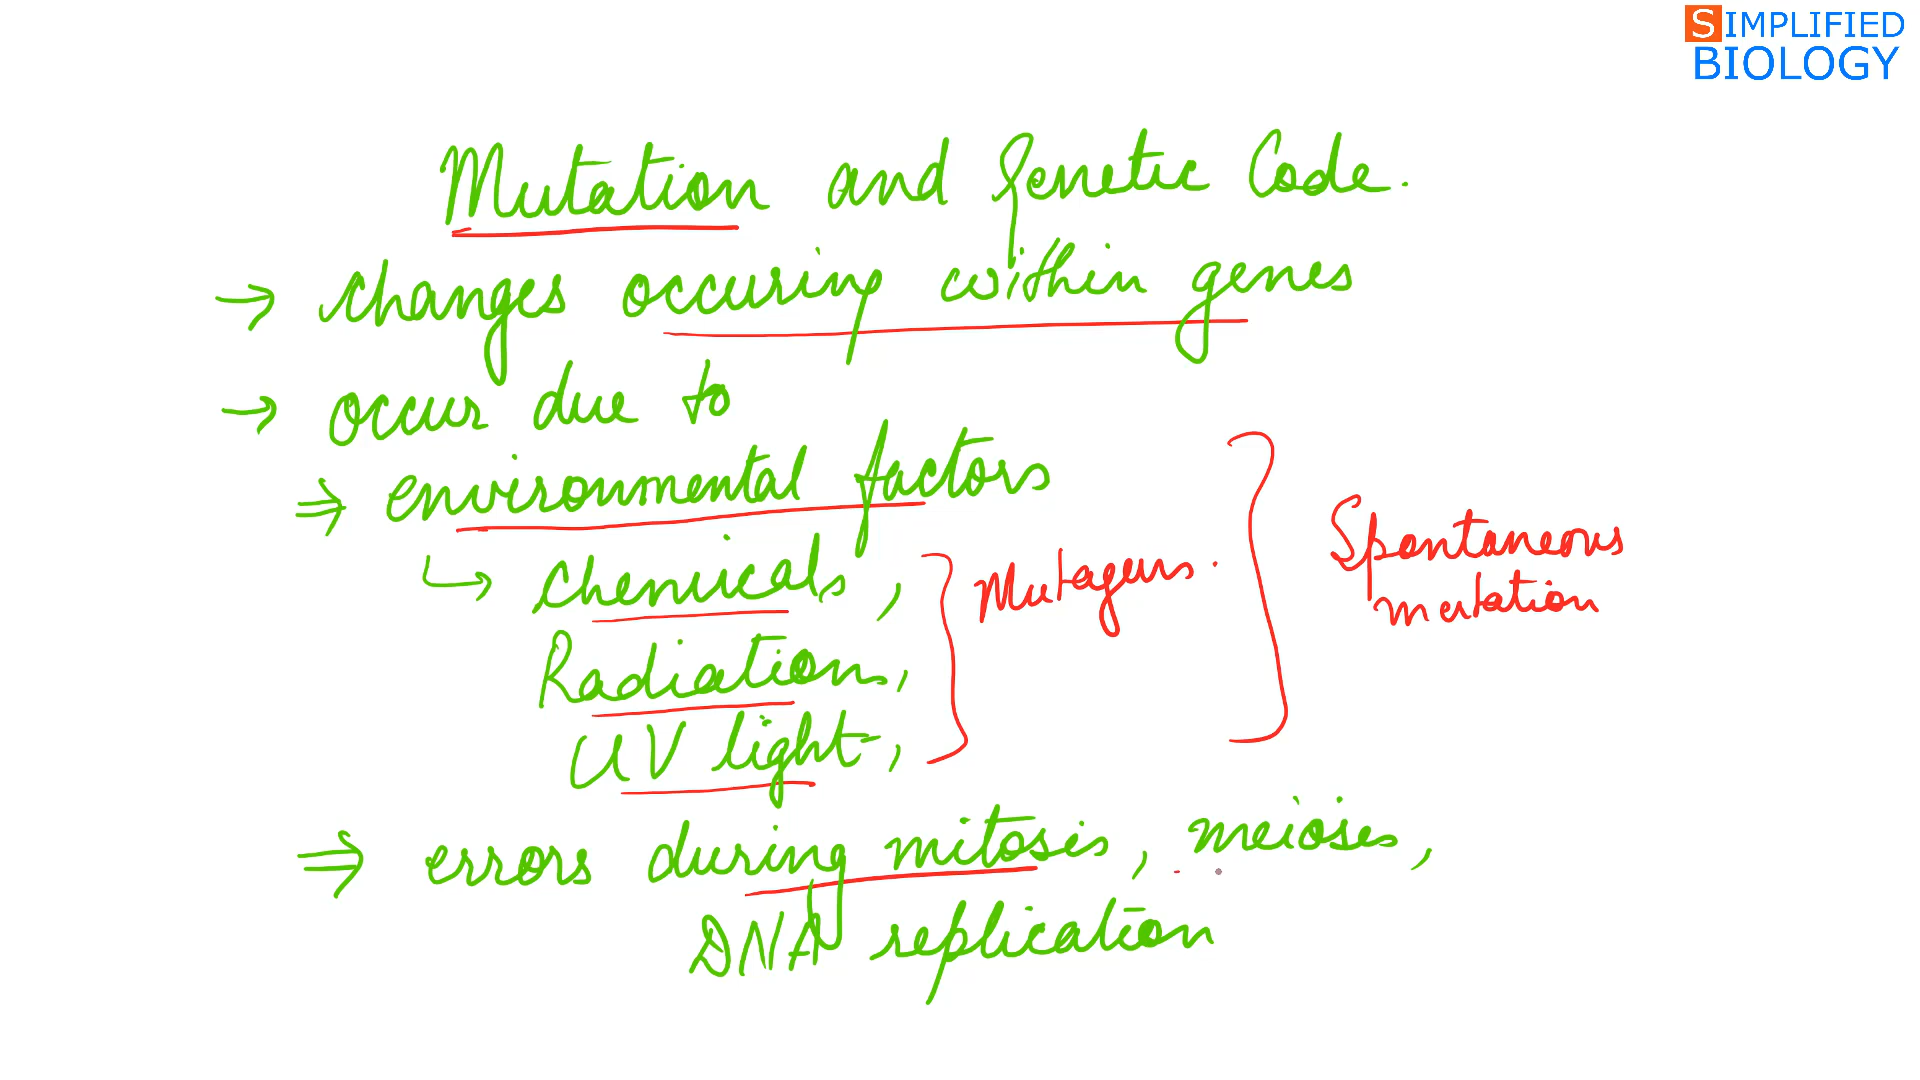 SIMPLIFIED
BIOLOGY
Mutation and Genetic Code.
→ changes occuring within genes
→ occur due to
⇒ environmental factors
↳ chemicals,
Mutagens.
Spontaneous
mutation
Radiations,
UV light,
⇒ errors during mitosis, meioses,
DNA replication